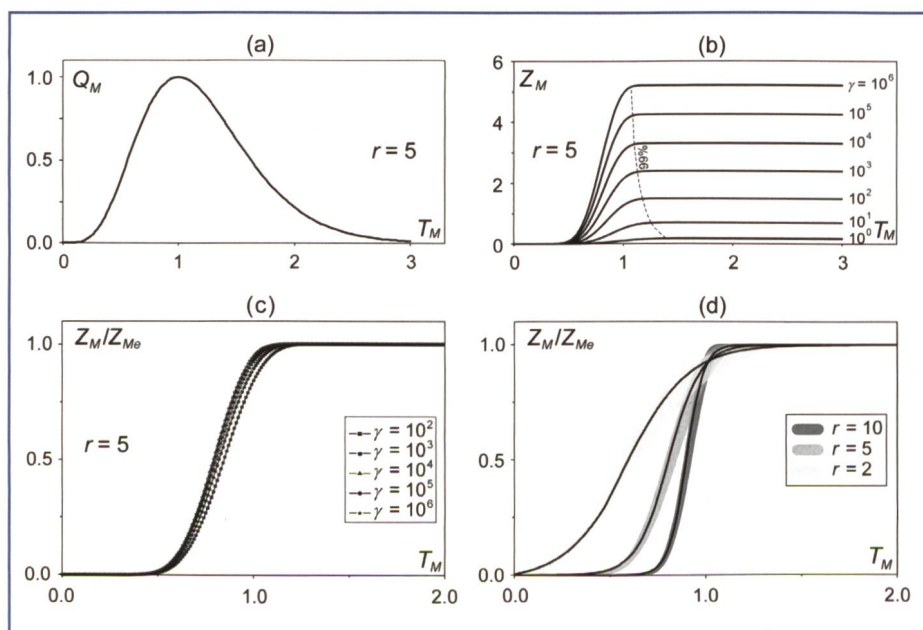 (a)
Q_M
1.0
0.5
0.0
r = 5
T_M
0 1 2 3
(b)
Z_M
6
4
2
0
r = 5
99%
γ = 10^6
10^5
10^4
10^3
10^2
10^1
10^0
T_M
0 1 2 3
(c)
Z_M/Z_Me
1.0
0.5
0.0
r = 5
γ = 10^2
γ = 10^3
γ = 10^4
γ = 10^5
γ = 10^6
T_M
0.0 1.0 2.0
(d)
Z_M/Z_Me
1.0
0.5
0.0
r = 10
r = 5
r = 2
T_M
0.0 1.0 2.0